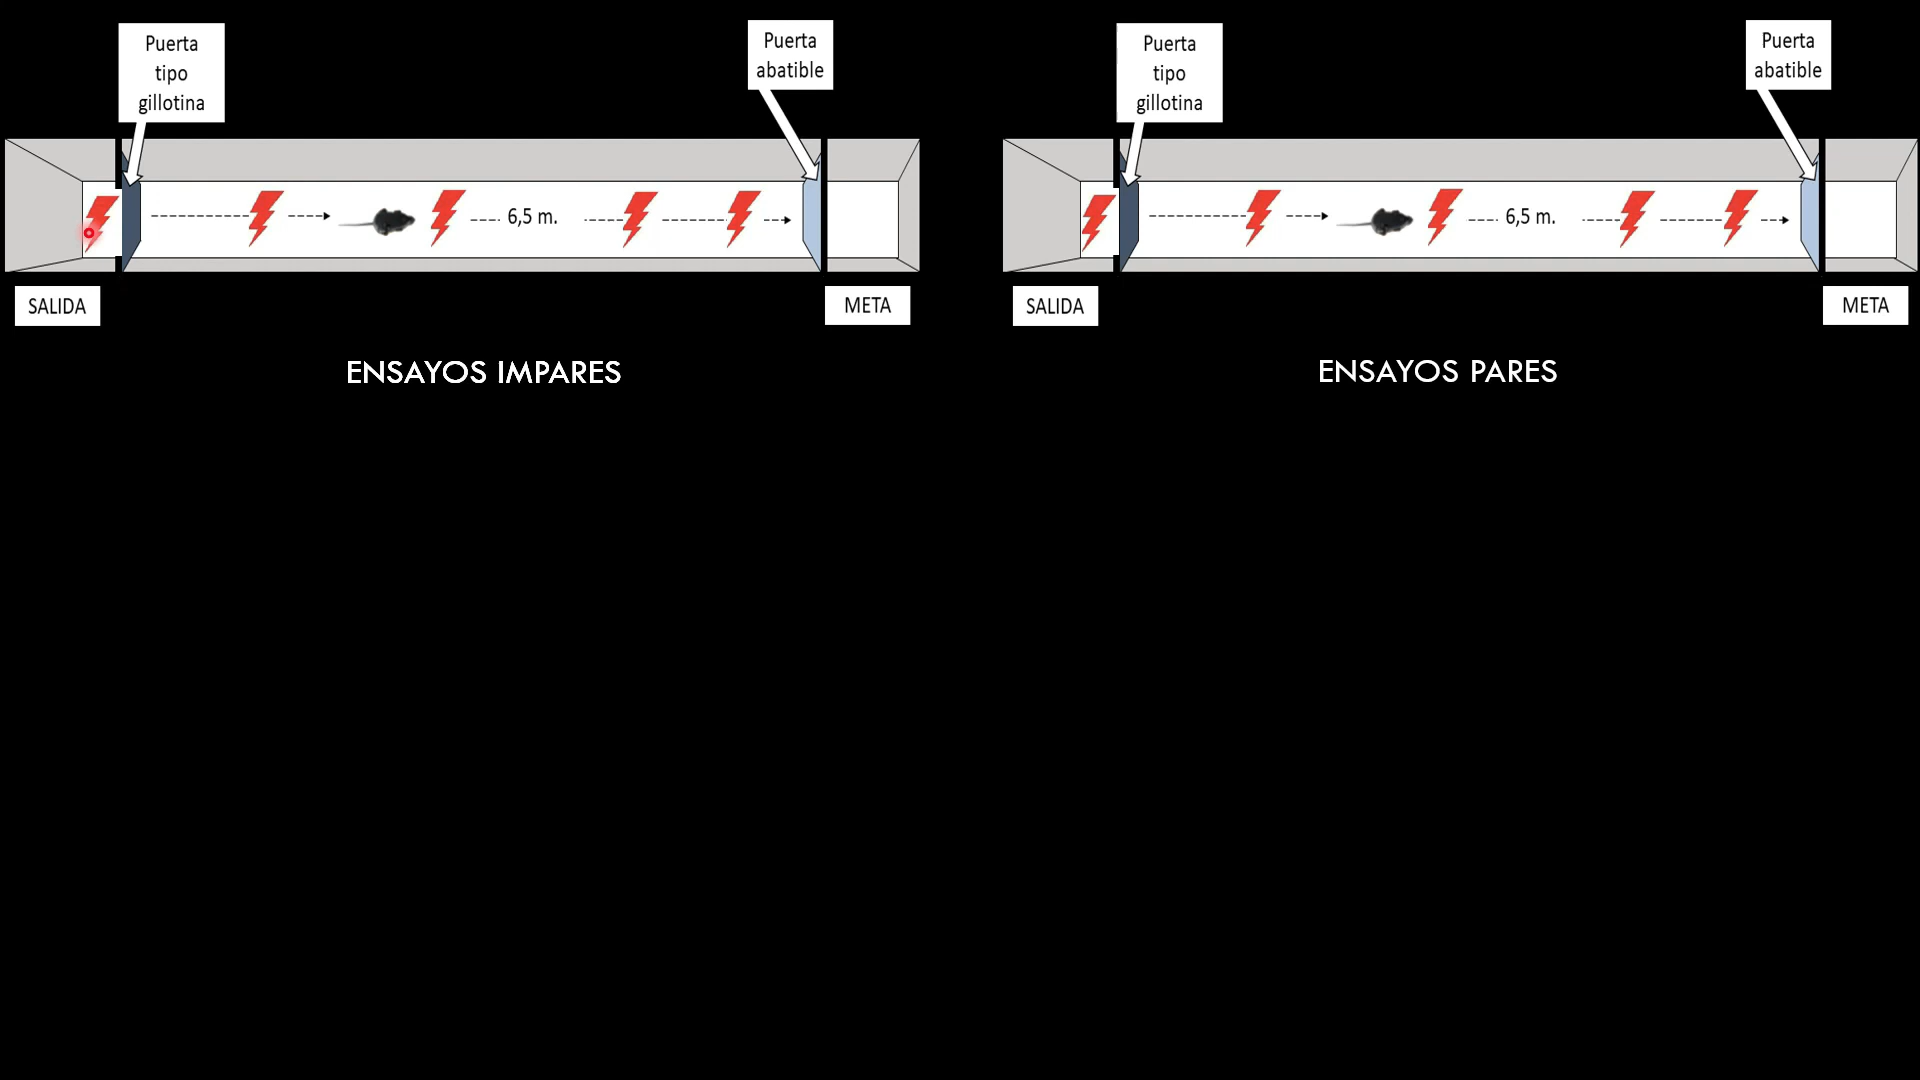 Puerta
tipo
gillotina
Puerta
abatible
6,5 m.
SALIDA
META
ENSAYOS IMPARES
Puerta
tipo
gillotina
Puerta
abatible
6,5 m.
SALIDA
META
ENSAYOS PARES